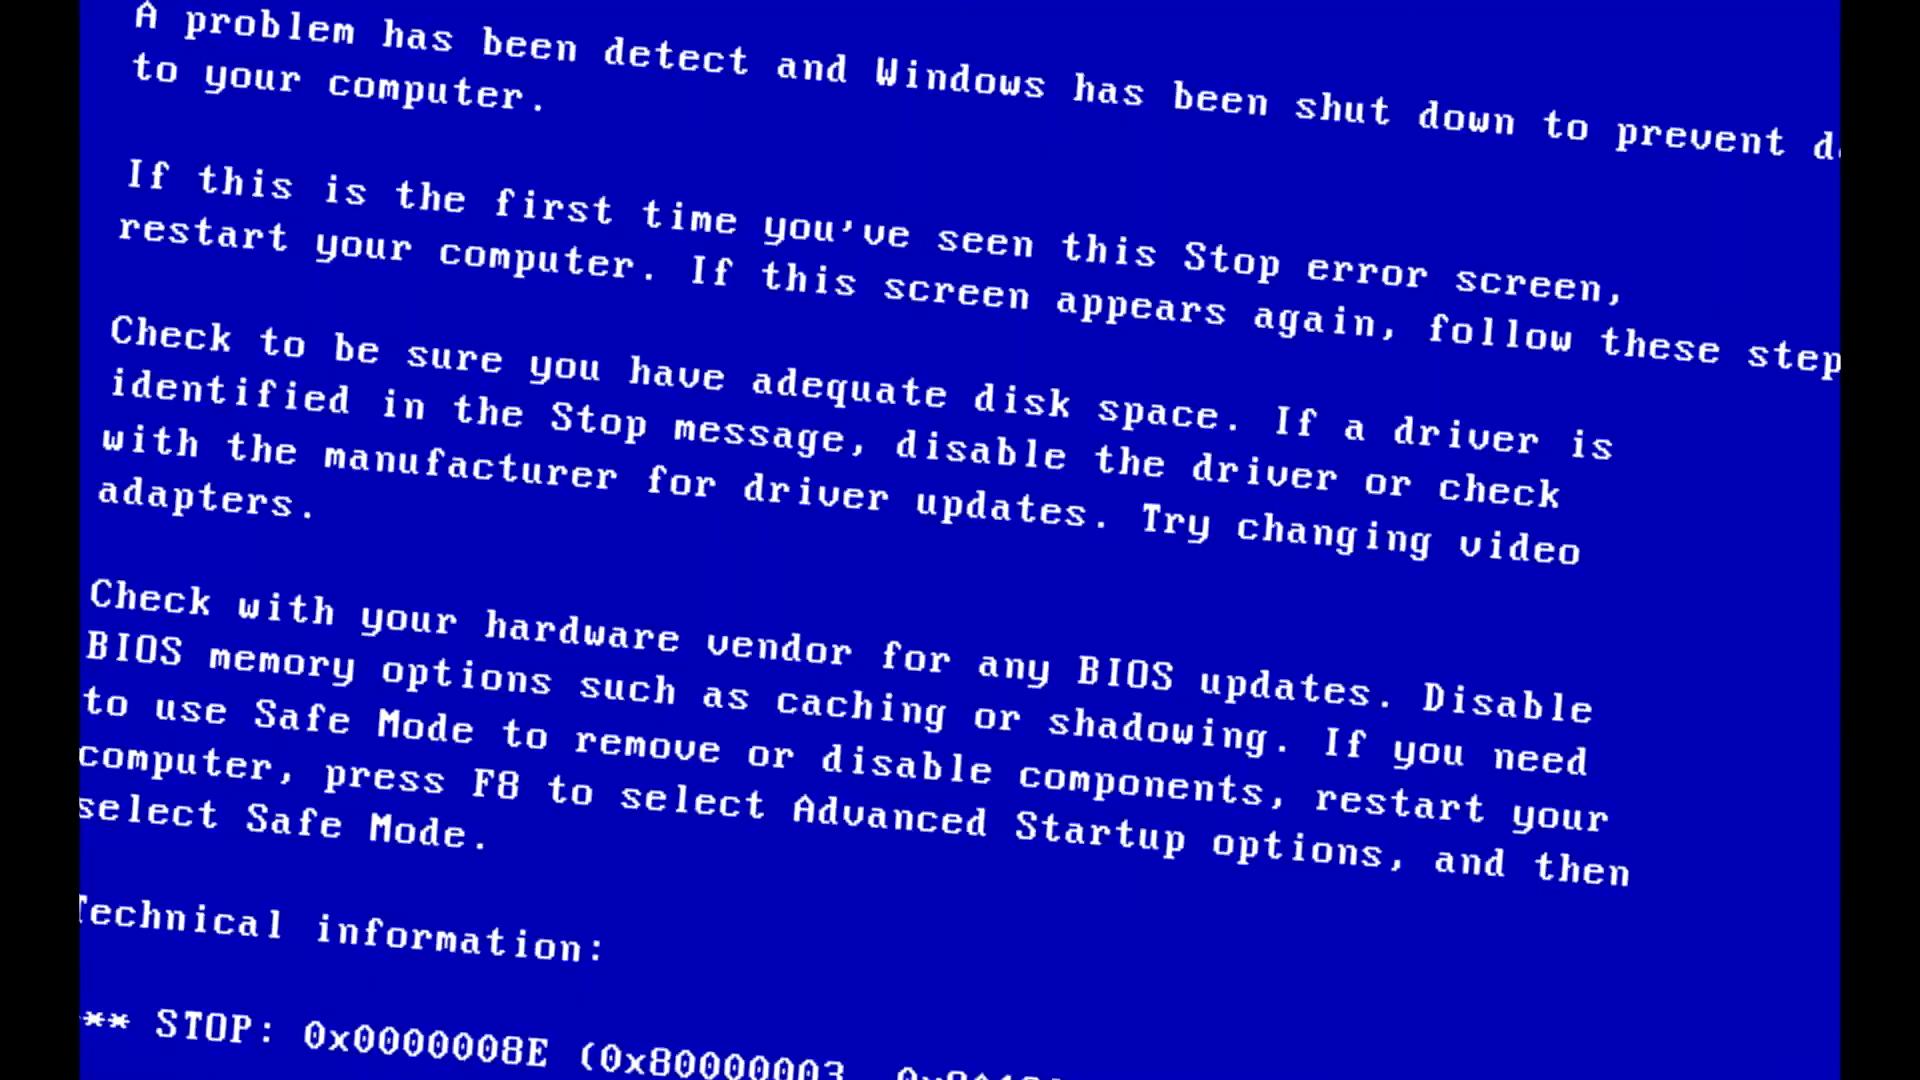 A problem has been detect and Windows has been shut down to prevent
to your computer.
If this is the first time you've seen this Stop error screen,
restart your computer. If this screen appears again, follow these step
Check to be sure you have adequate disk space. If a driver is
identified in the Stop message, disable the driver or check
with the manufacturer for driver updates. Try changing video
adapters.
Check with your hardware vendor for any BIOS updates. Disable
BIOS memory options such as caching or shadowing. If you need
to use Safe Mode to remove or disable components, restart your
computer, press F8 to select Advanced Startup options, and then
select Safe Mode.
Technical information:
** STOP: 0x0000008E (0x80000003